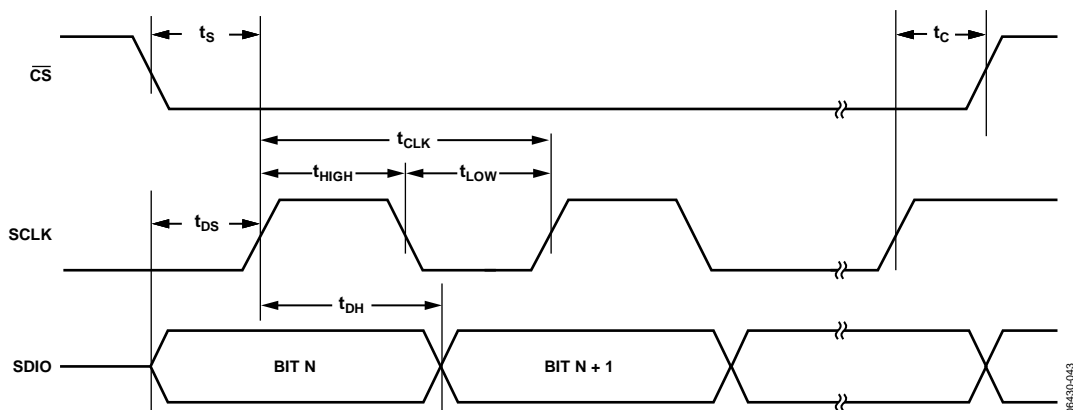 tS
tC
CS
tCLK
tHIGH
tLOW
tDS
SCLK
tDH
SDIO
BIT N
BIT N + 1
06430-043